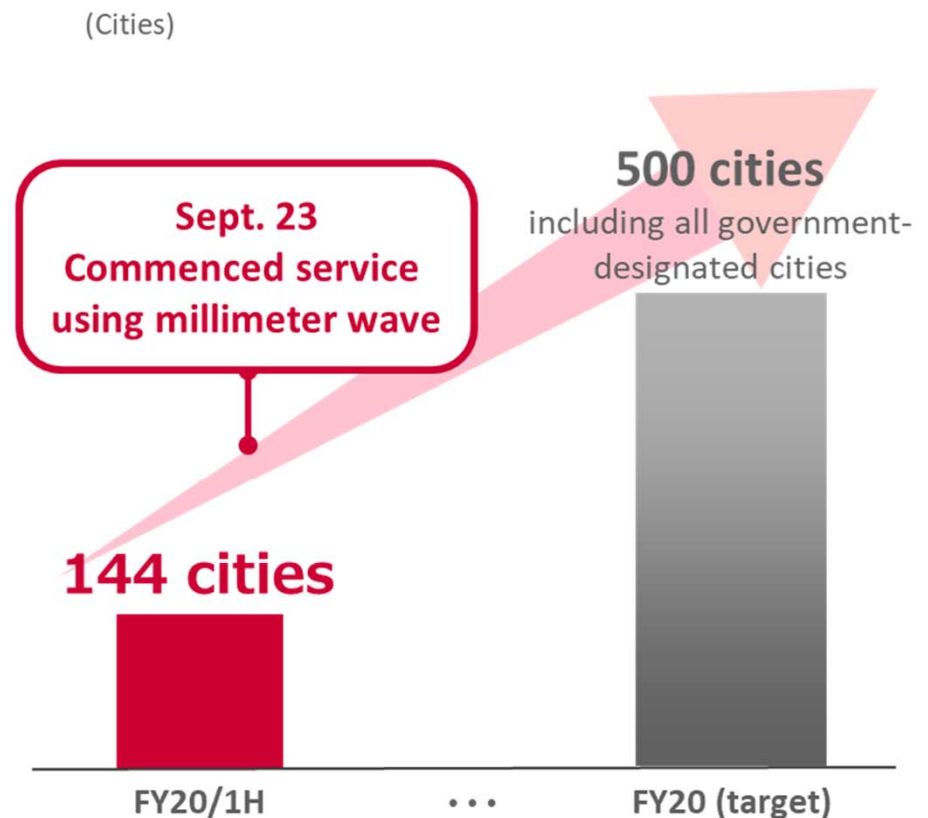 (Cities)
Sept. 23
Commenced service
using millimeter wave
500 cities
including all government-
designated cities
144 cities
FY20/1H
• • •
FY20 (target)